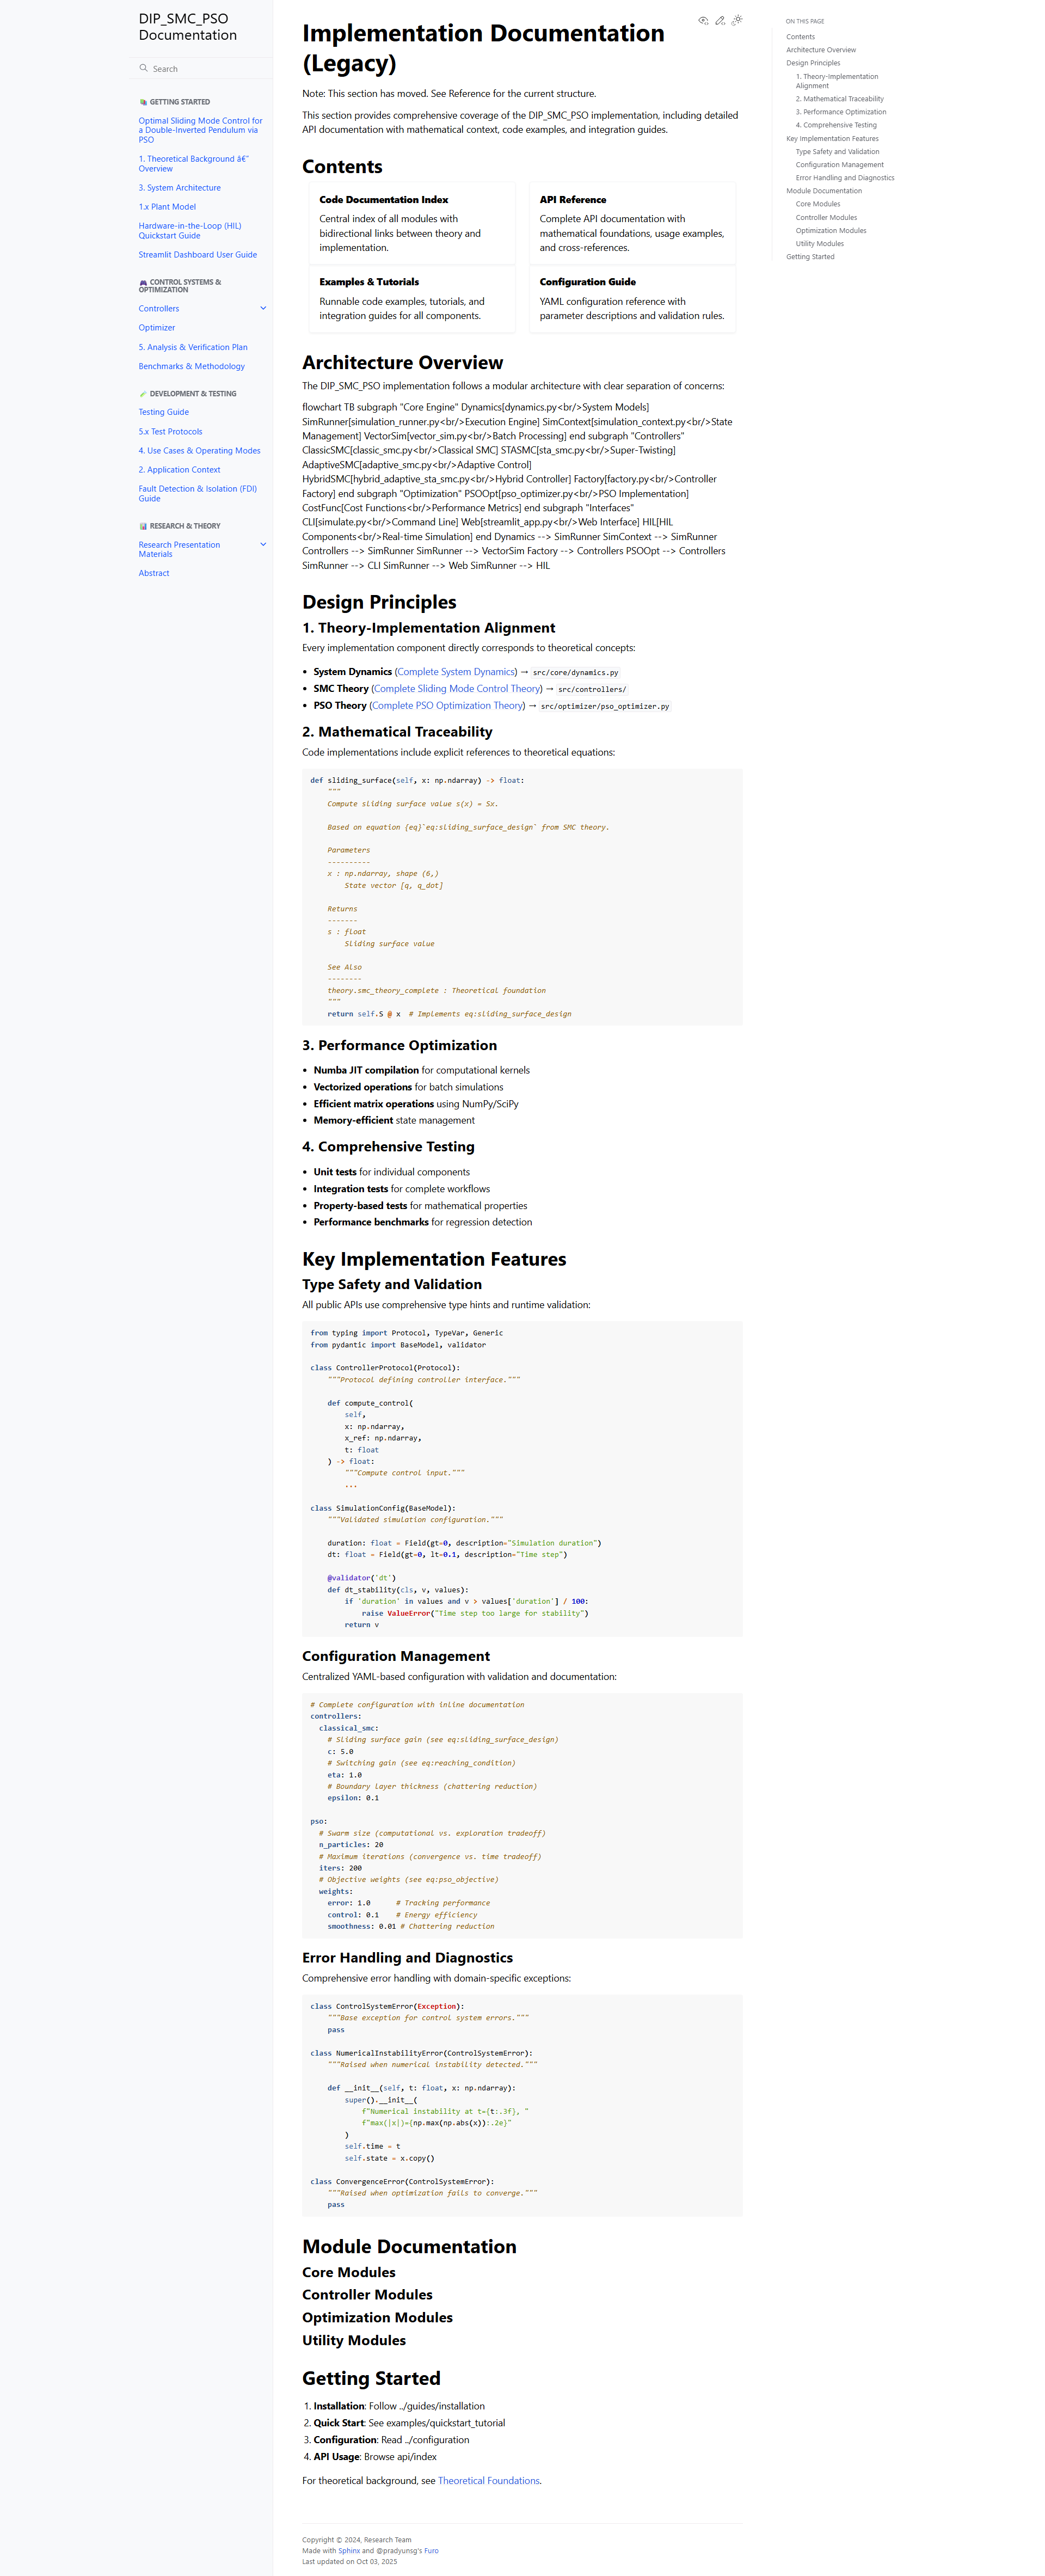 DIP_SMC_PSO
Documentation
Search
GETTING STARTED
Optimal Sliding Mode Control for
a Double-Inverted Pendulum via
PSO
1. Theoretical Background â€"
Overview
3. System Architecture
1.x Plant Model
Hardware-in-the-Loop (HIL)
Quickstart Guide
Streamlit Dashboard User Guide
CONTROL SYSTEMS &
OPTIMIZATION
Controllers
Optimizer
5. Analysis & Verification Plan
Benchmarks & Methodology
DEVELOPMENT & TESTING
Testing Guide
5.x Test Protocols
4. Use Cases & Operating Modes
2. Application Context
Fault Detection & Isolation (FDI)
Guide
RESEARCH & THEORY
Research Presentation
Materials
Abstract
Implementation Documentation
(Legacy)
Note: This section has moved. See Reference for the current structure.
This section provides comprehensive coverage of the DIP_SMC_PSO implementation, including detailed
API documentation with mathematical context, code examples, and integration guides.
Contents
Code Documentation Index
Central index of all modules with
bidirectional links between theory and
implementation.
API Reference
Complete API documentation with
mathematical foundations, usage examples,
and cross-references.
Examples & Tutorials
Runnable code examples, tutorials, and
integration guides for all components.
Configuration Guide
YAML configuration reference with
parameter descriptions and validation rules.
Architecture Overview
The DIP_SMC_PSO implementation follows a modular architecture with clear separation of concerns:
flowchart TB subgraph "Core Engine" Dynamics[dynamics.py<br/>System Models]
SimRunner[simulation_runner.py<br/>Execution Engine] SimContext[simulation_context.py<br/>State
Management] VectorSim[vector_sim.py<br/>Batch Processing] end subgraph "Controllers"
ClassicSMC[classic_smc.py<br/>Classical SMC] STASMC[sta_smc.py<br/>Super-Twisting]
AdaptiveSMC[adaptive_smc.py<br/>Adaptive Control]
HybridSMC[hybrid_adaptive_sta_smc.py<br/>Hybrid Controller] Factory[factory.py<br/>Controller
Factory] end subgraph "Optimization" PSOOpt[pso_optimizer.py<br/>PSO Implementation]
CostFunc[Cost Functions<br/>Performance Metrics] end subgraph "Interfaces"
CLI[simulate.py<br/>Command Line] Web[streamlit_app.py<br/>Web Interface] HIL[HIL
Components<br/>Real-time Simulation] end Dynamics --> SimRunner SimContext --> SimRunner
Controllers --> SimRunner SimRunner --> VectorSim Factory --> Controllers PSOOpt --> Controllers
SimRunner --> CLI SimRunner --> Web SimRunner --> HIL
Design Principles
1. Theory-Implementation Alignment
Every implementation component directly corresponds to theoretical concepts:
• System Dynamics (Complete System Dynamics) → src/core/dynamics.py
• SMC Theory (Complete Sliding Mode Control Theory) → src/controllers/
• PSO Theory (Complete PSO Optimization Theory) → src/optimizer/pso_optimizer.py
2. Mathematical Traceability
Code implementations include explicit references to theoretical equations:
def sliding_surface(self, x: np.ndarray) -> float:
"""
Compute sliding surface value s(x) = Sx.
Based on equation {eq}`eq:sliding_surface_design` from SMC theory.
Parameters
----------
x : np.ndarray, shape (6,)
State vector [q, q_dot]
Returns
-------
s : float
Sliding surface value
See Also
--------
theory.smc_theory_complete : Theoretical foundation
"""
return self.S @ x  # Implements eq:sliding_surface_design
3. Performance Optimization
• Numba JIT compilation for computational kernels
• Vectorized operations for batch simulations
• Efficient matrix operations using NumPy/SciPy
• Memory-efficient state management
4. Comprehensive Testing
• Unit tests for individual components
• Integration tests for complete workflows
• Property-based tests for mathematical properties
• Performance benchmarks for regression detection
Key Implementation Features
Type Safety and Validation
All public APIs use comprehensive type hints and runtime validation:
from typing import Protocol, TypeVar, Generic
from pydantic import BaseModel, validator
class ControllerProtocol(Protocol):
"""Protocol defining controller interface."""
def compute_control(
self,
x: np.ndarray,
x_ref: np.ndarray,
t: float
) -> float:
"""Compute control input."""
...
class SimulationConfig(BaseModel):
"""Validated simulation configuration."""
duration: float = Field(gt=0, description="Simulation duration")
dt: float = Field(gt=0, lt=0.1, description="Time step")
@validator('dt')
def dt_stability(cls, v, values):
if 'duration' in values and v > values['duration'] / 100:
raise ValueError("Time step too large for stability")
return v
Configuration Management
Centralized YAML-based configuration with validation and documentation:
# Complete configuration with inline documentation
controllers:
classical_smc:
# Sliding surface gain (see eq:sliding_surface_design)
c: 5.0
# Switching gain (see eq:reaching_condition)
eta: 1.0
# Boundary layer thickness (chattering reduction)
epsilon: 0.1
pso:
# Swarm size (computational vs. exploration tradeoff)
n_particles: 20
# Maximum iterations (convergence vs. time tradeoff)
iters: 200
# Objective weights (see eq:pso_objective)
weights:
error: 1.0 # Tracking performance
control: 0.1 # Energy efficiency
smoothness: 0.01 # Chattering reduction
Error Handling and Diagnostics
Comprehensive error handling with domain-specific exceptions:
class ControlSystemError(Exception):
"""Base exception for control system errors."""
pass
class NumericalInstabilityError(ControlSystemError):
"""Raised when numerical instability detected."""
def __init__(self, t: float, x: np.ndarray):
super().__init__(
f"Numerical instability at t={t:.3f}, "
f"max(|x|)={np.max(np.abs(x)):.2e}"
)
self.time = t
self.state = x.copy()
class ConvergenceError(ControlSystemError):
"""Raised when optimization fails to converge."""
pass
Module Documentation
Core Modules
Controller Modules
Optimization Modules
Utility Modules
Getting Started
1. Installation: Follow ../guides/installation
2. Quick Start: See examples/quickstart_tutorial
3. Configuration: Read ../configuration
4. API Usage: Browse api/index
For theoretical background, see Theoretical Foundations.
Copyright © 2024, Research Team
Made with Sphinx and @pradyunsg's Furo
Last updated on Oct 03, 2025
ON THIS PAGE
Contents
Architecture Overview
Design Principles
1. Theory-Implementation
Alignment
2. Mathematical Traceability
3. Performance Optimization
4. Comprehensive Testing
Key Implementation Features
Type Safety and Validation
Configuration Management
Error Handling and Diagnostics
Module Documentation
Core Modules
Controller Modules
Optimization Modules
Utility Modules
Getting Started